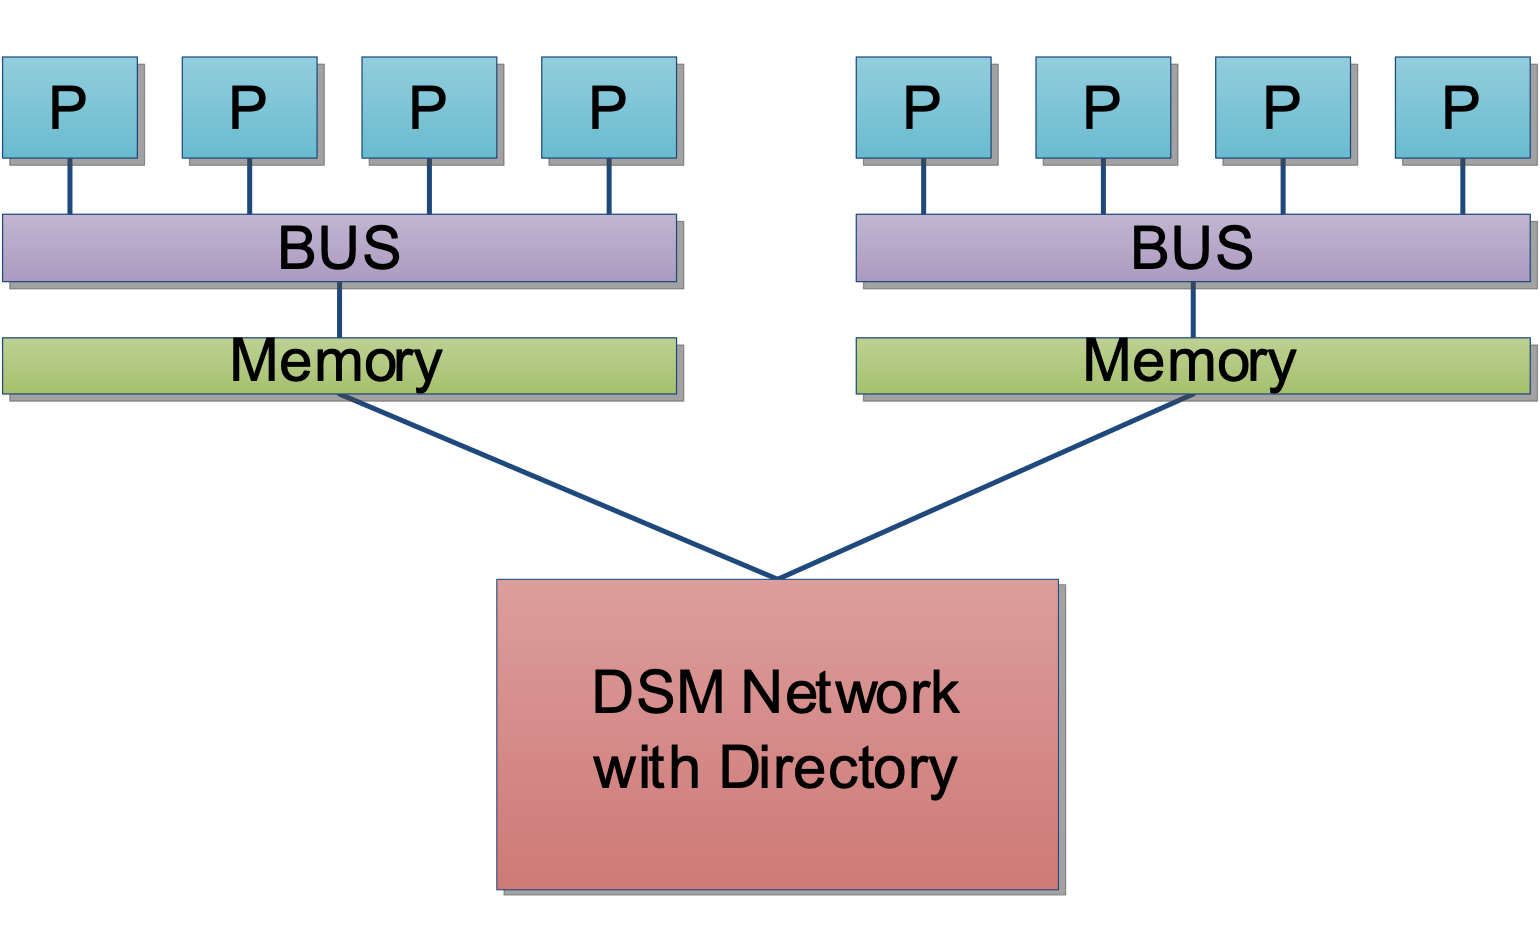 P P P P P P P P
BUS BUS
Memory Memory
DSM Network
with Directory